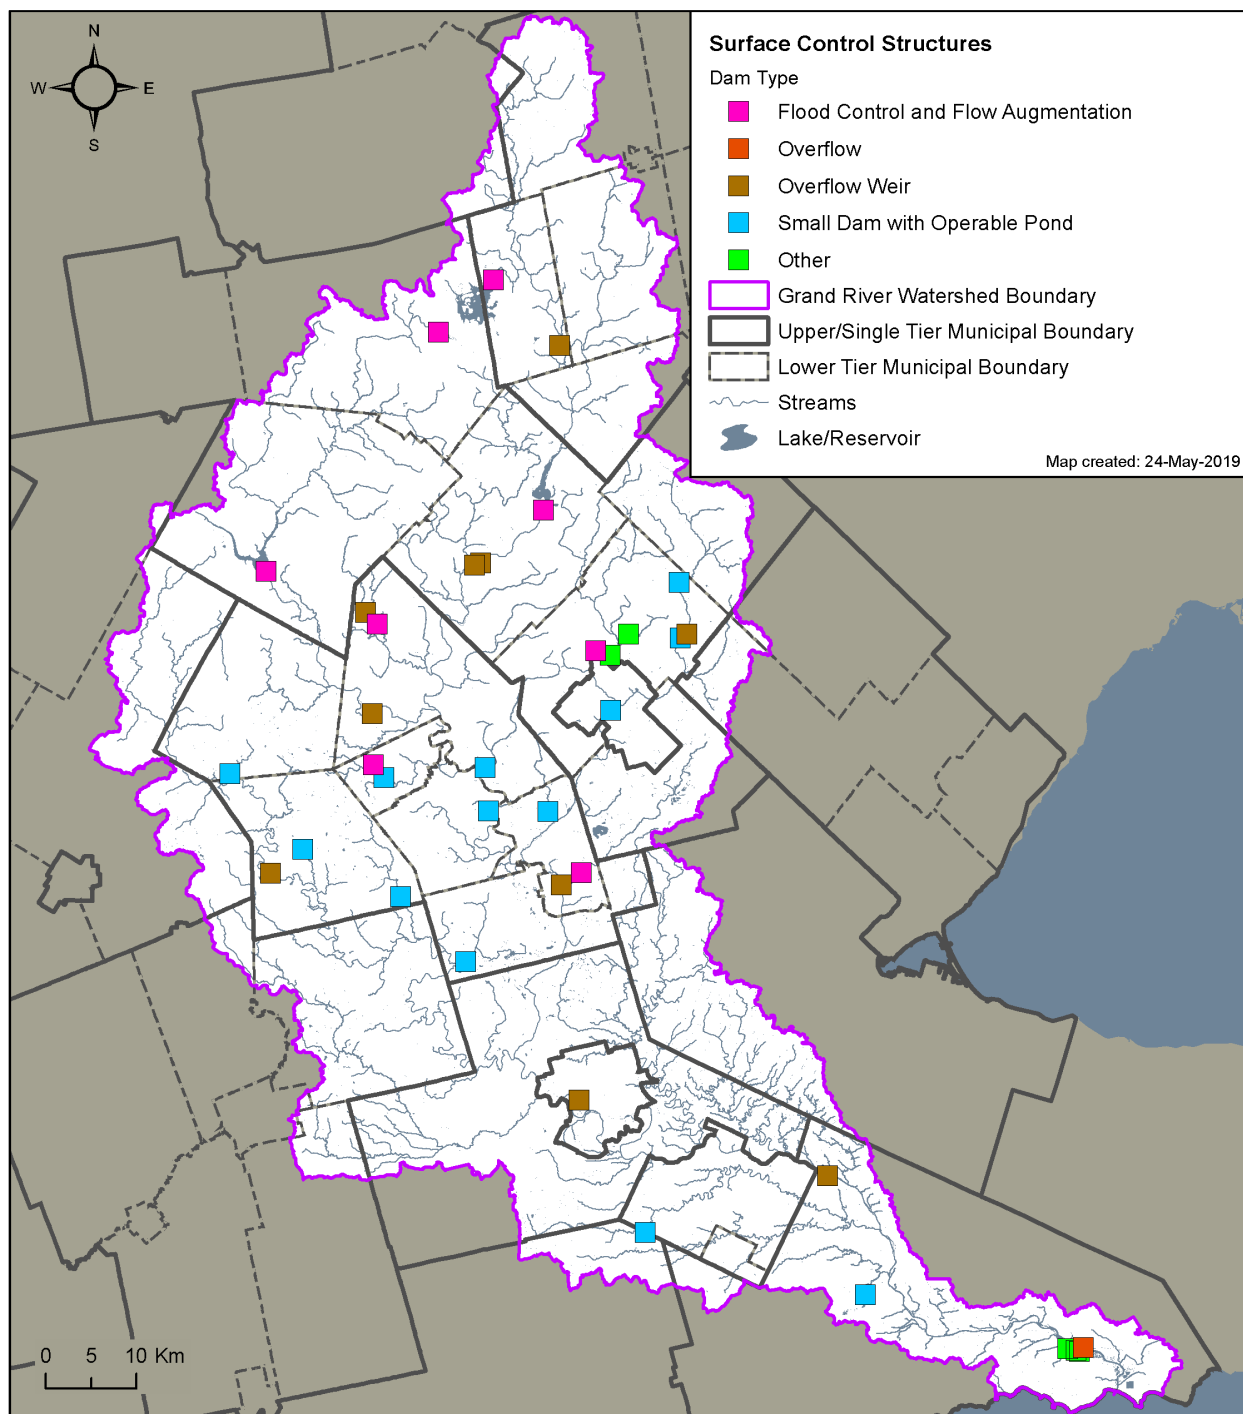 N
W E
S
Surface Control Structures
Dam Type
Flood Control and Flow Augmentation
Overflow
Overflow Weir
Small Dam with Operable Pond
Other
Grand River Watershed Boundary
Upper/Single Tier Municipal Boundary
Lower Tier Municipal Boundary
Streams
Lake/Reservoir
Map created: 24-May-2019
0 5 10 Km